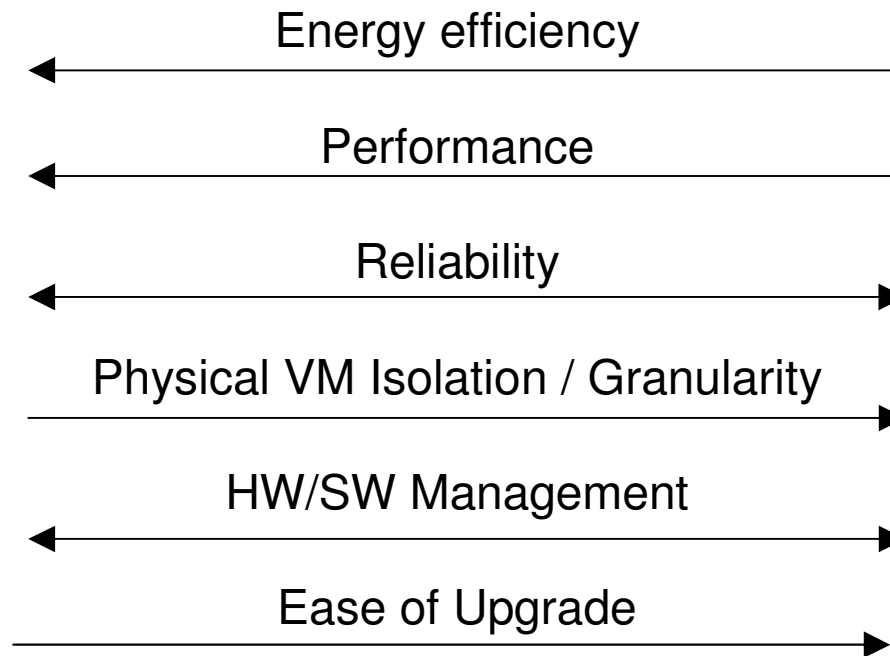 Energy efficiency
Performance
Reliability
Physical VM Isolation / Granularity
HW/SW Management
Ease of Upgrade